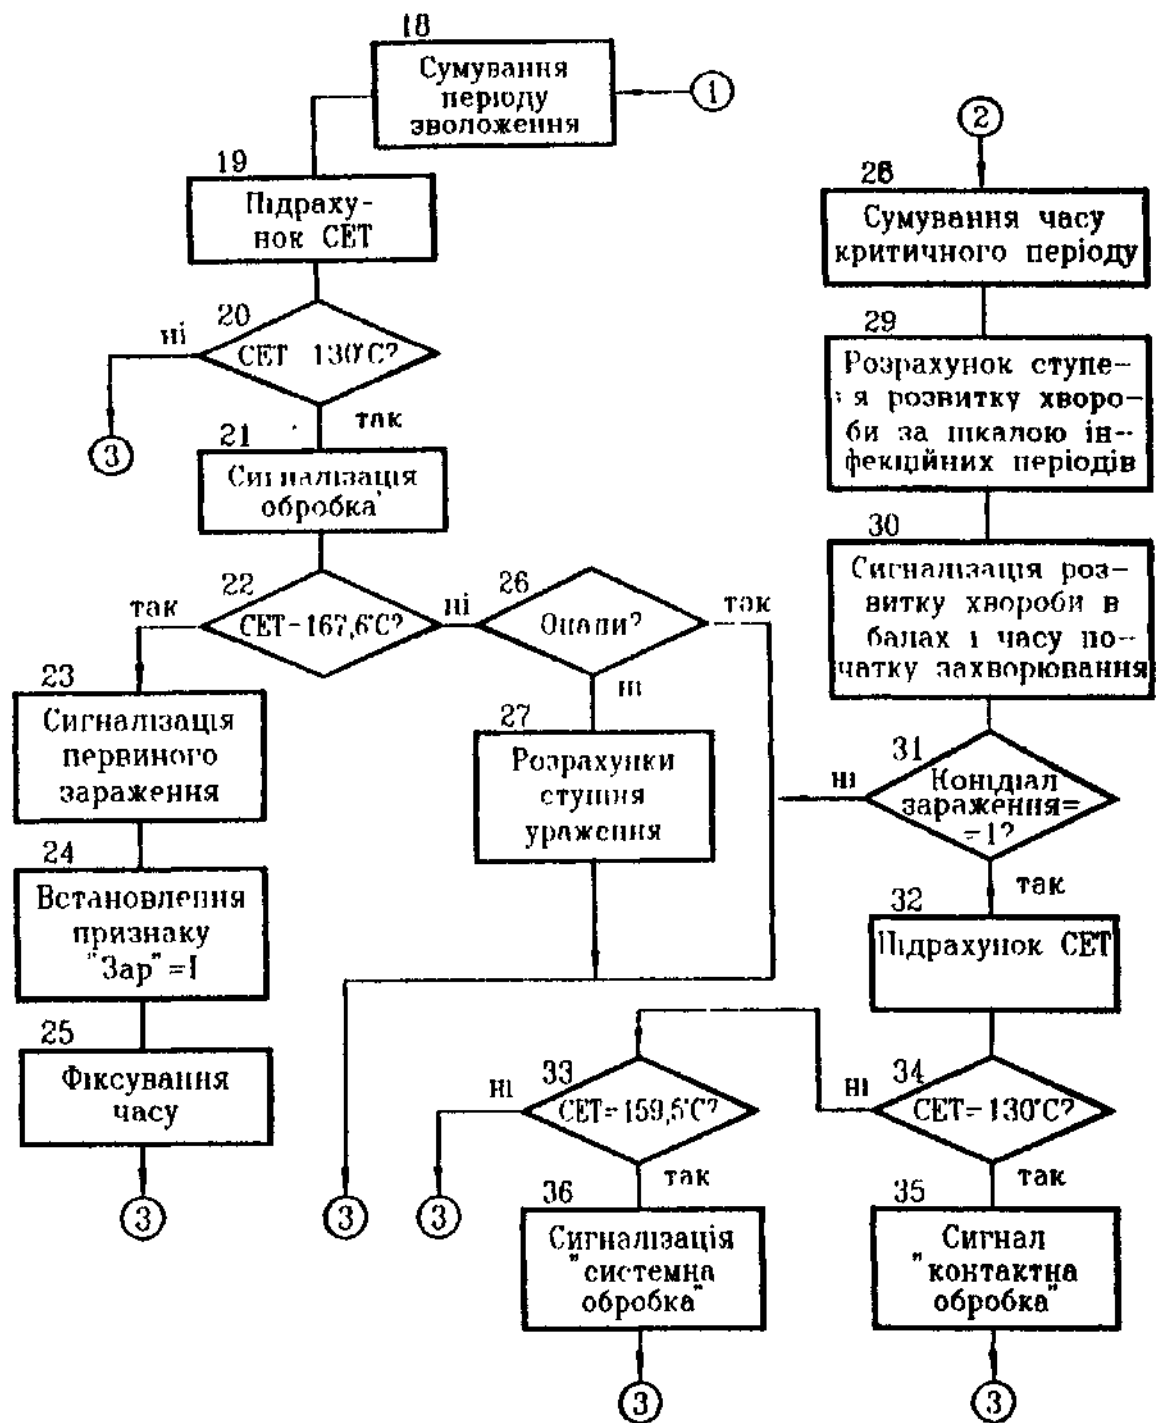 18
Сумування
періоду
зволоження
1
19
Підраху-
нок СЕТ
20
СЕТ 130°С?
ні
так
3
21
Сигналізація
обробка
22
СЕТ=167,6°С?
так
ні
23
Сигналізація
первиного
зараження
24
Встановлення
признаку
"Зар"=1
25
Фіксування
часу
3
26
Опади?
так
ні
27
Розрахунки
ступня
ураження
3
2
28
Сумування часу
критичного періоду
29
Розрахунок ступе-
ня розвитку хворо-
би за шкалою ін-
фекційних періодів
30
Сигналізація роз-
витку хвороби в
балах і часу по-
чатку захворювання
31
Конідіал
зараження=
=1?
ні
так
32
Підрахунок СЕТ
34
СЕТ=130°С?
ні
так
33
СЕТ=159,5°С?
ні
так
3
36
Сигналізація
"системна
обробка"
3
35
Сигнал
"контактна
обробка"
3